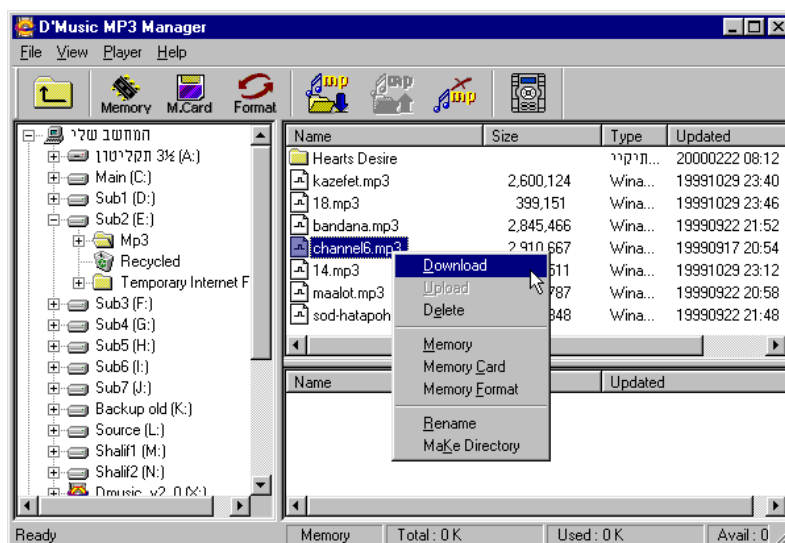 D'Music MP3 Manager
File View Player Help
Memory M.Card Format
המחשב שלי
3½ תקליטון (A:)
Main (C:)
Sub1 (D:)
Sub2 (E:)
Mp3
Recycled
Temporary Internet F
Sub3 (F:)
Sub4 (G:)
Sub5 (H:)
Sub6 (I:)
Sub7 (J:)
Backup old (K:)
Source (L:)
Shalif1 (M:)
Shalif2 (N:)
Dmusic_v2_0 (X:)
Name Size Type Updated
Hearts Desire תיקיי... 20000222 08:12
kazefet.mp3 2,600,124 Wina... 19991029 23:40
18.mp3 399,151 Wina... 19991029 23:46
bandana.mp3 2,845,466 Wina... 19990922 21:52
channel6.mp3 2,910,667 Wina... 19990917 20:54
14.mp3 511 Wina... 19991029 23:12
maalot.mp3 787 Wina... 19990922 20:58
sod-hatapoh 348 Wina... 19990922 21:48
Download
Upload
Delete
Memory
Memory Card
Memory Format
Rename
MaKe Directory
Name Updated
Ready Memory Total : 0 K Used : 0 K Avail : 0